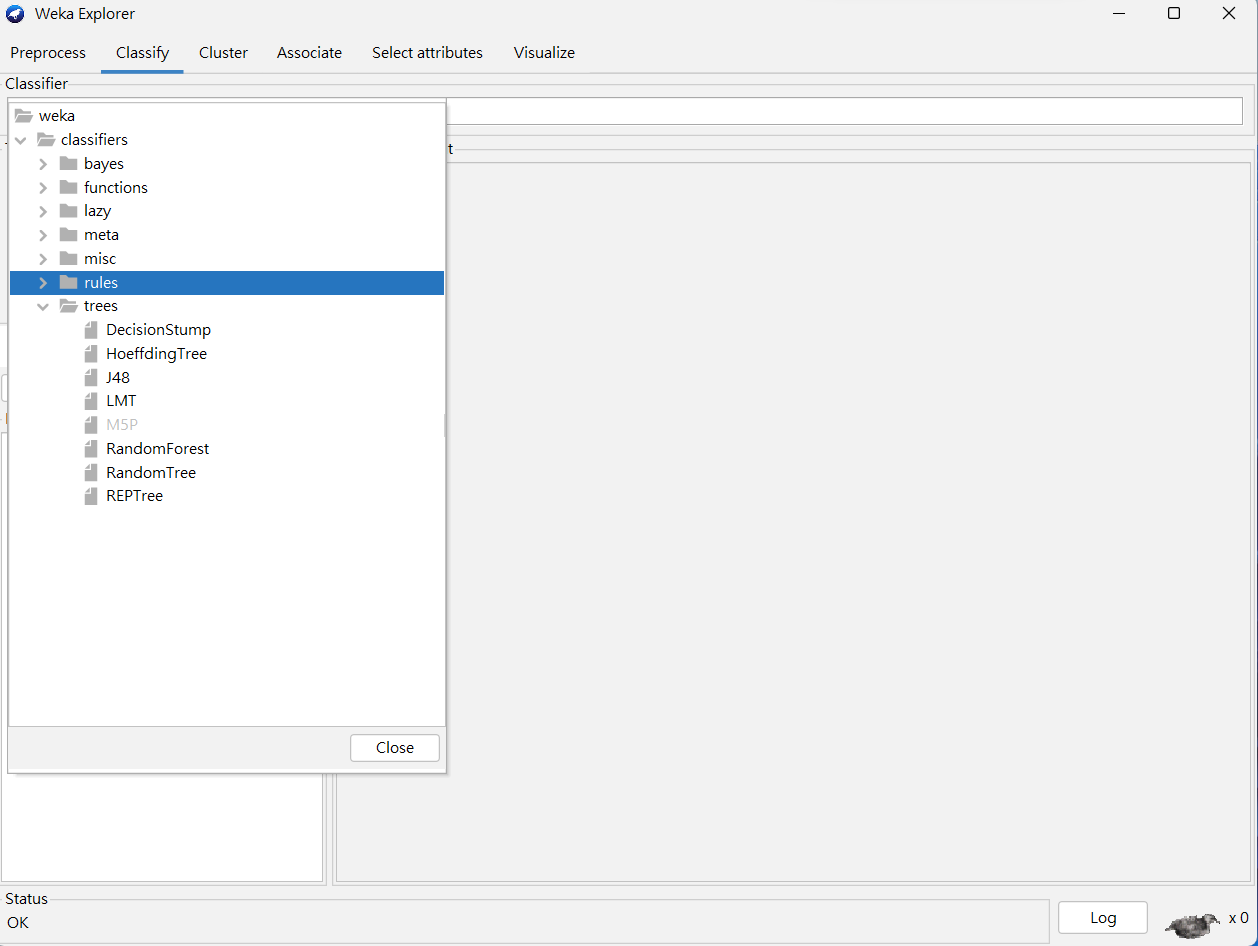 Weka Explorer
Preprocess Classify Cluster Associate Select attributes Visualize
Classifier
weka
classifiers
bayes
functions
lazy
meta
misc
rules
trees
DecisionStump
HoeffdingTree
J48
LMT
M5P
RandomForest
RandomTree
REPTree
Close
t
Status
OK
Log
x 0